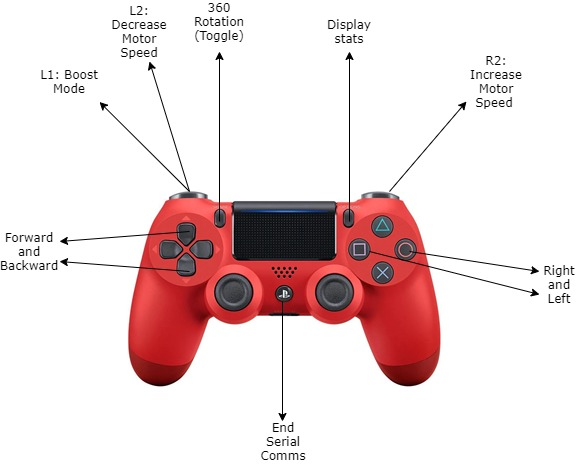 L2:
Decrease
Motor
Speed
360
Rotation
(Toggle)
Display
stats
L1: Boost
Mode
R2:
Increase
Motor
Speed
Forward
and
Backward
Right
and
Left
End
Serial
Comms